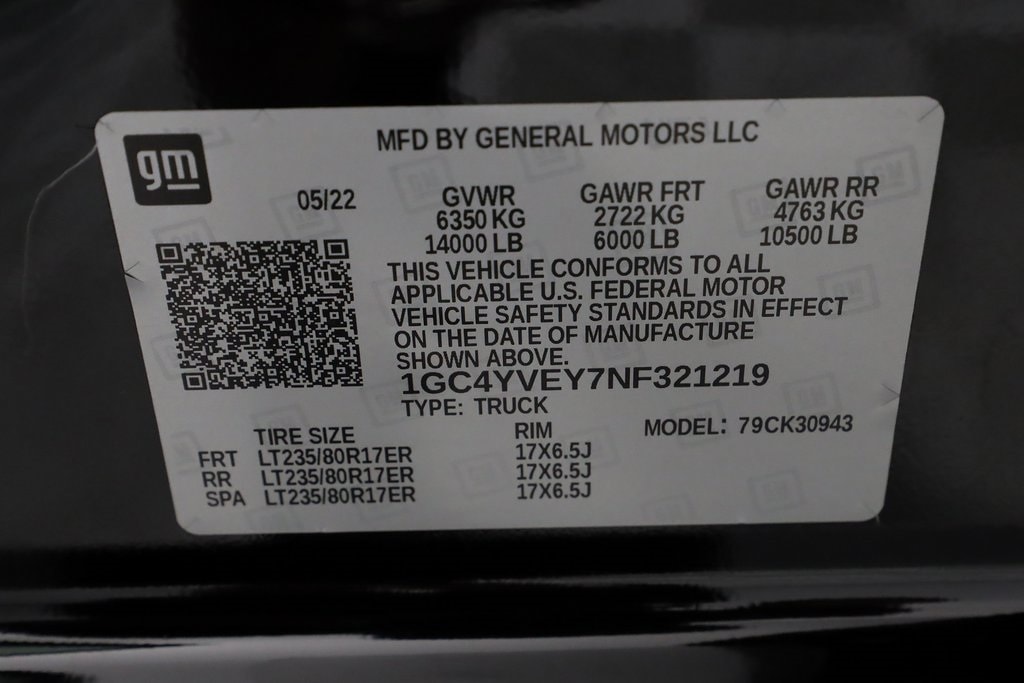 MFD BY GENERAL MOTORS LLC
gm
05/22
GVWR GAWR FRT GAWR RR
6350 KG 2722 KG 4763 KG
14000 LB 6000 LB 10500 LB
THIS VEHICLE CONFORMS TO ALL
APPLICABLE U.S. FEDERAL MOTOR
VEHICLE SAFETY STANDARDS IN EFFECT
ON THE DATE OF MANUFACTURE
SHOWN ABOVE.
1GC4YVEY7NF321219
TYPE: TRUCK
MODEL: 79CK30943
TIRE SIZE RIM
FRT LT235/80R17ER 17X6.5J
RR LT235/80R17ER 17X6.5J
SPA LT235/80R17ER 17X6.5J